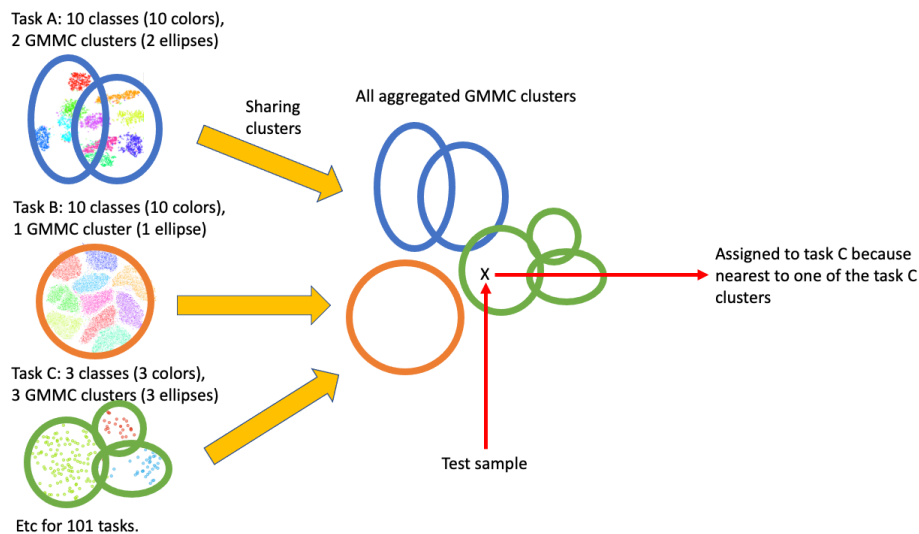 Task A: 10 classes (10 colors),
2 GMMC clusters (2 ellipses)
Sharing
clusters
All aggregated GMMC clusters
Task B: 10 classes (10 colors),
1 GMMC cluster (1 ellipse)
X
Assigned to task C because
nearest to one of the task C
clusters
Task C: 3 classes (3 colors),
3 GMMC clusters (3 ellipses)
Test sample
Etc for 101 tasks.